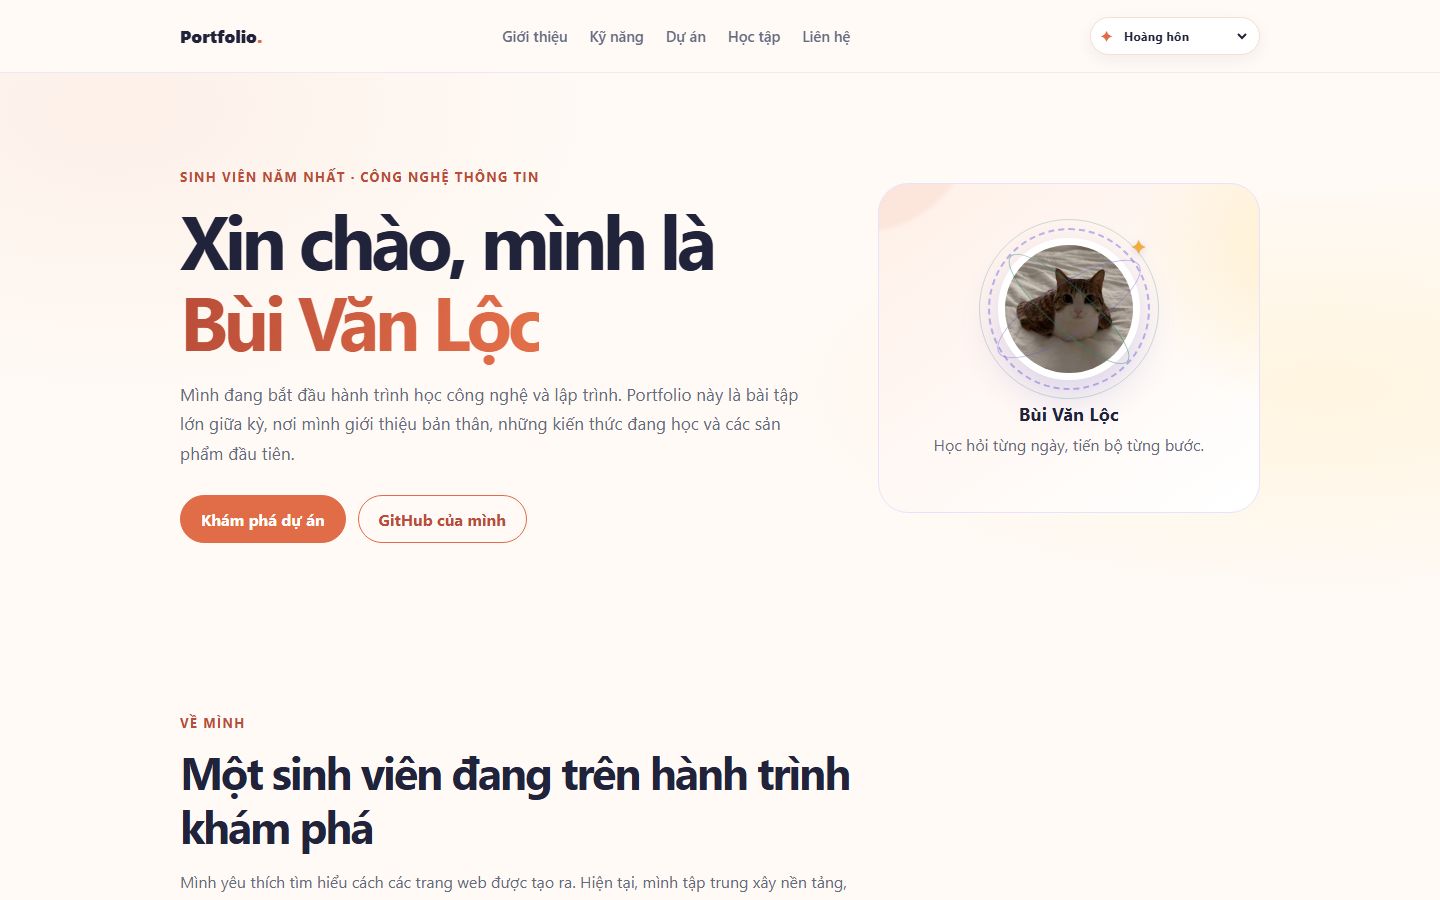 Portfolio.
Giới thiệu
Kỹ năng
Dự án
Học tập
Liên hệ
Hoàng hôn
SINH VIÊN NĂM NHẤT · CÔNG NGHỆ THÔNG TIN
Xin chào, mình là
Bùi Văn Lộc
Mình đang bắt đầu hành trình học công nghệ và lập trình. Portfolio này là bài tập
lớn giữa kỳ, nơi mình giới thiệu bản thân, những kiến thức đang học và các sản
phẩm đầu tiên.
Khám phá dự án
GitHub của mình
Bùi Văn Lộc
Học hỏi từng ngày, tiến bộ từng bước.
VỀ MÌNH
Một sinh viên đang trên hành trình
khám phá
Mình yêu thích tìm hiểu cách các trang web được tạo ra. Hiện tại, mình tập trung xây nền tảng,